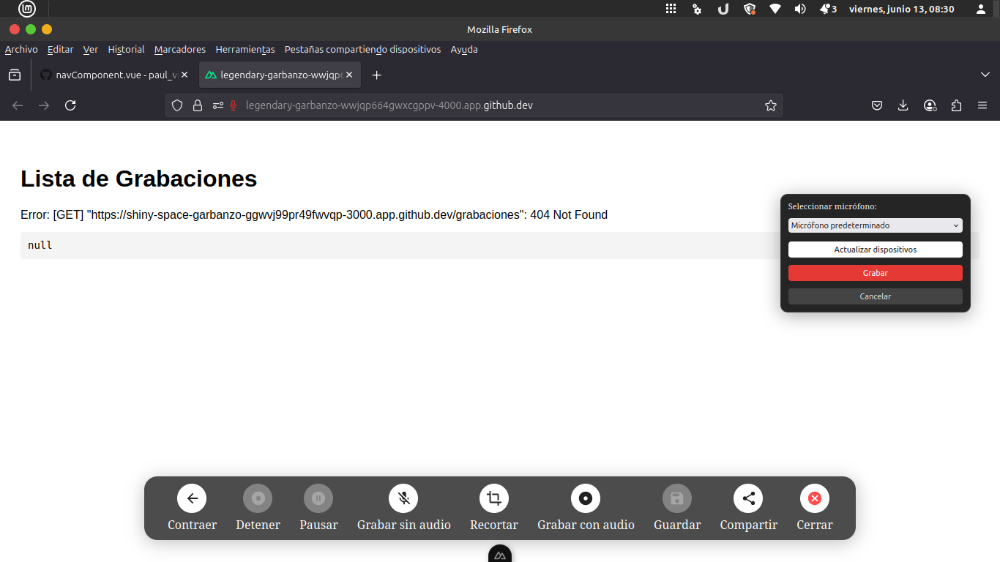 3 viernes, junio 13, 08:30
Mozilla Firefox
Archivo Editar Ver Historial Marcadores Herramientas Pestañas compartiendo dispositivos Ayuda
navComponent.vue - paul_v
legendary-garbanzo-wwjqp
legendary-garbanzo-wwjqp664gwxcgppv-4000.app.github.dev
Lista de Grabaciones
Error: [GET] "https://shiny-space-garbanzo-ggwvj99pr49fwvqp-3000.app.github.dev/grabaciones": 404 Not Found
null
Seleccionar micrófono:
Micrófono predeterminado
Actualizar dispositivos
Grabar
Cancelar
Contraer Detener Pausar Grabar sin audio Recortar Grabar con audio Guardar Compartir Cerrar